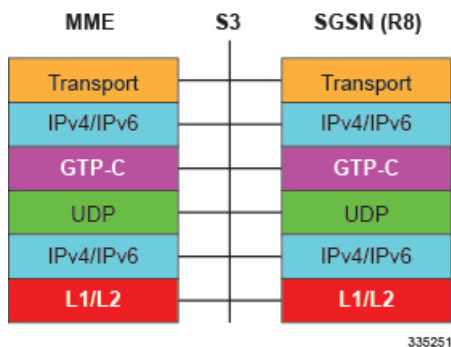 MME S3 SGSN (R8)
Transport Transport
IPv4/IPv6 IPv4/IPv6
GTP-C GTP-C
UDP UDP
IPv4/IPv6 IPv4/IPv6
L1/L2 L1/L2
335251